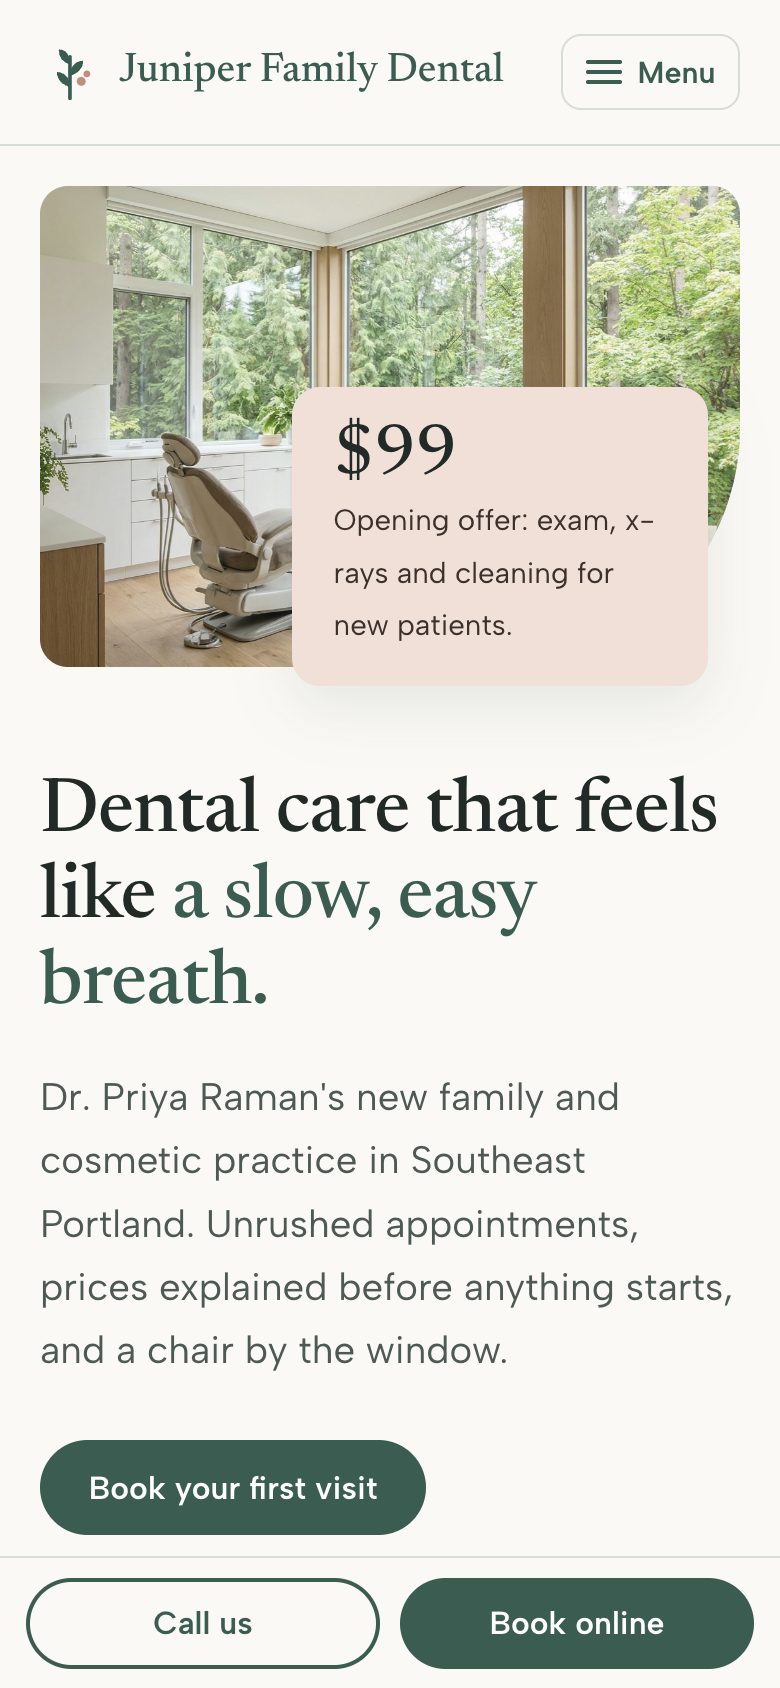 Juniper Family Dental
Menu
$99
Opening offer: exam, x-
rays and cleaning for
new patients.
Dental care that feels
like a slow, easy
breath.
Dr. Priya Raman's new family and
cosmetic practice in Southeast
Portland. Unrushed appointments,
prices explained before anything starts,
and a chair by the window.
Book your first visit
Call us
Book online